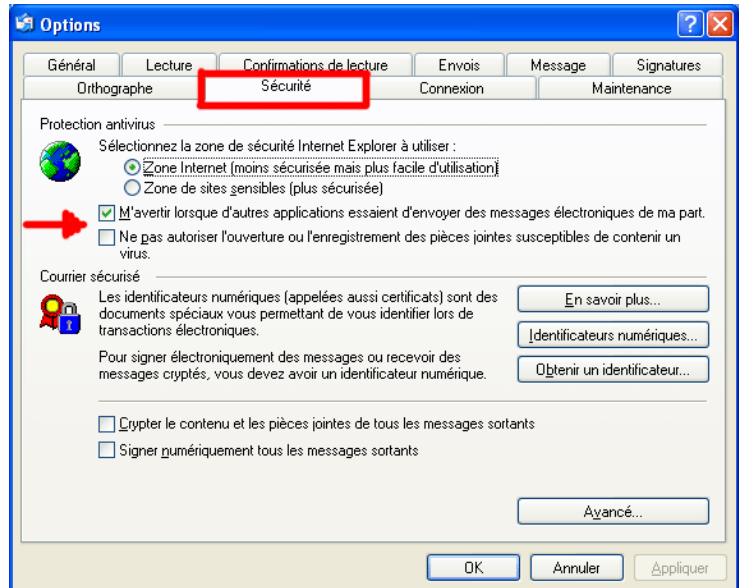 Options
Général Lecture Confirmations de lecture Envois Message Signatures
Orthographe Sécurité Connexion Maintenance
Protection antivirus
Sélectionnez la zone de sécurité Internet Explorer à utiliser :
Zone Internet (moins sécurisée mais plus facile d'utilisation)
Zone de sites sensibles (plus sécurisée)
M'avertir lorsque d'autres applications essaient d'envoyer des messages électroniques de ma part.
Ne pas autoriser l'ouverture ou l'enregistrement des pièces jointes susceptibles de contenir un
virus.
Courrier sécurisé
Les identificateurs numériques (appelées aussi certificats) sont des
documents spéciaux vous permettant de vous identifier lors de
transactions électroniques.
En savoir plus...
Identificateurs numériques...
Pour signer électroniquement des messages ou recevoir des
messages cryptés, vous devez avoir un identificateur numérique.
Obtenir un identificateur...
Crypter le contenu et les pièces jointes de tous les messages sortants
Signer numériquement tous les messages sortants
Avancé...
OK Annuler Appliquer